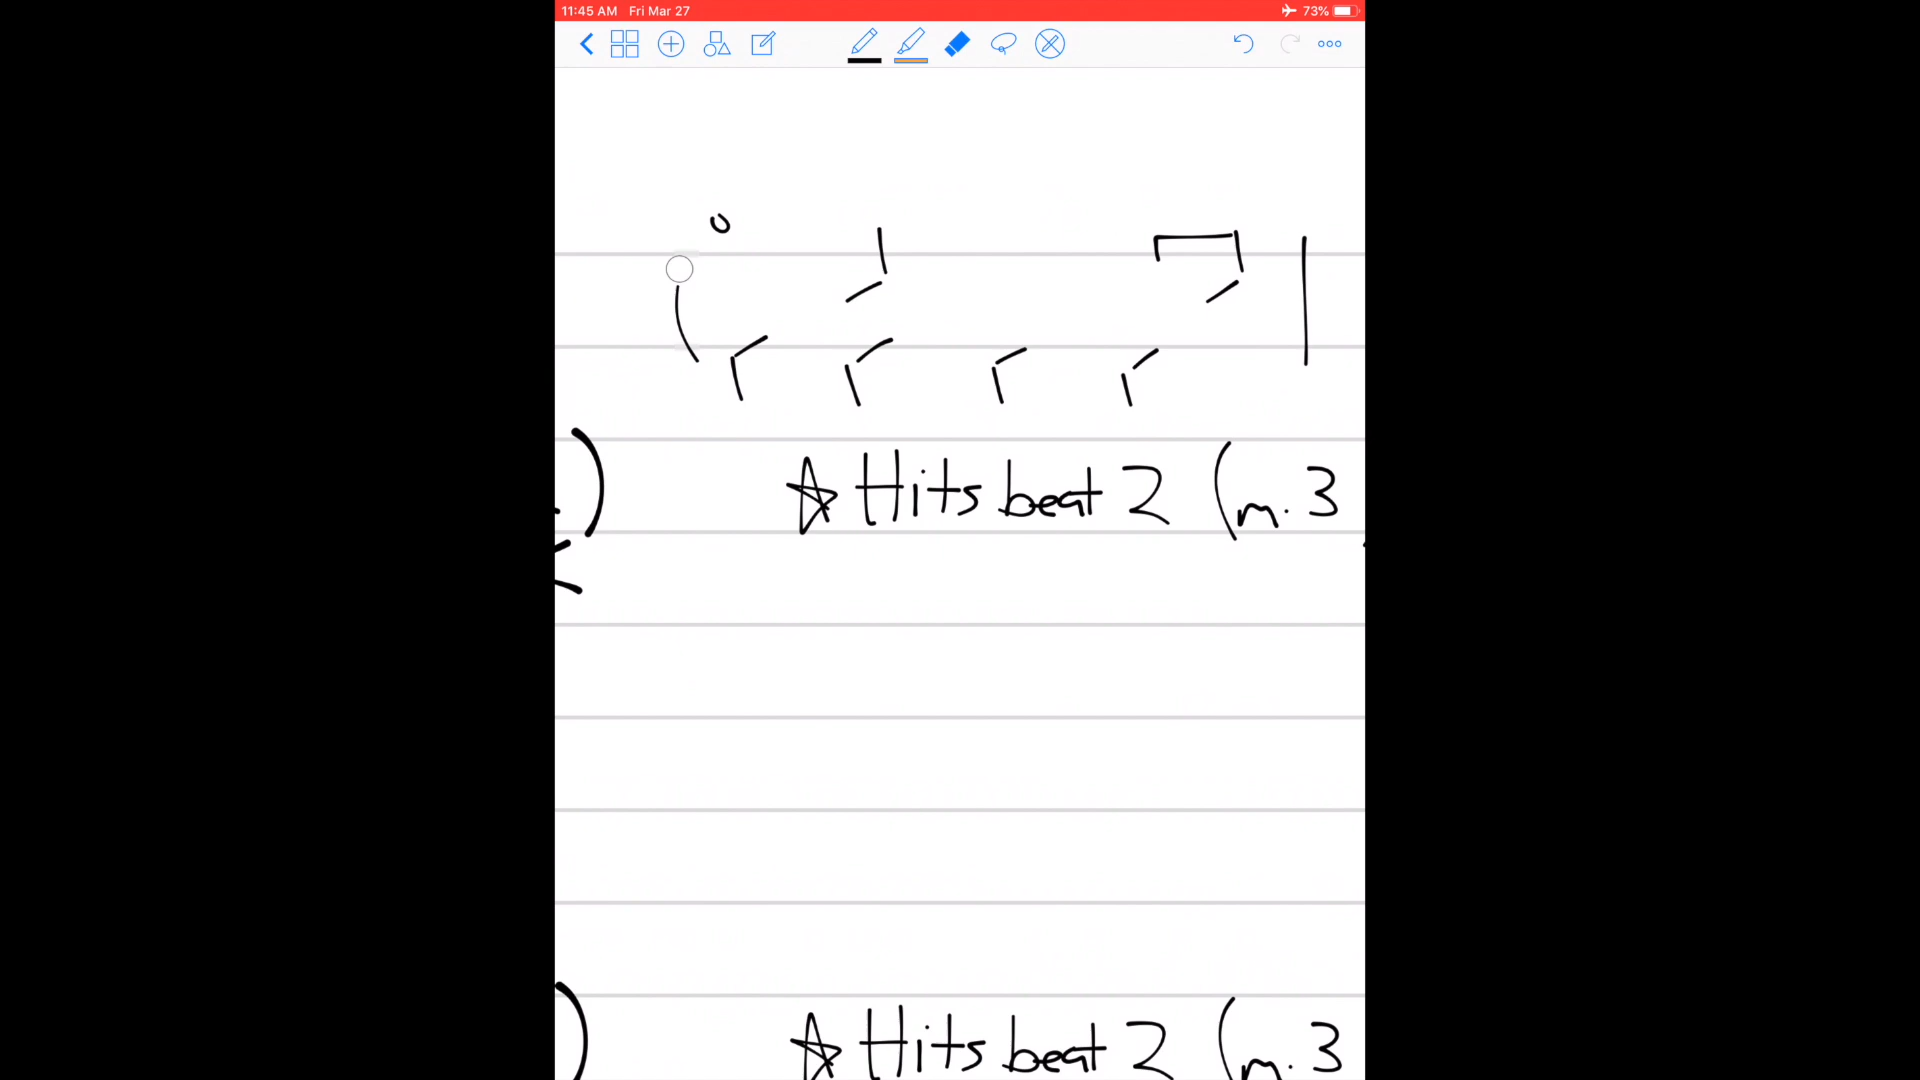 11:45 AM Fri Mar 27 73%
) ☆ Hits beat 2 (m. 3
) ☆ Hits beat 2 (m. 3